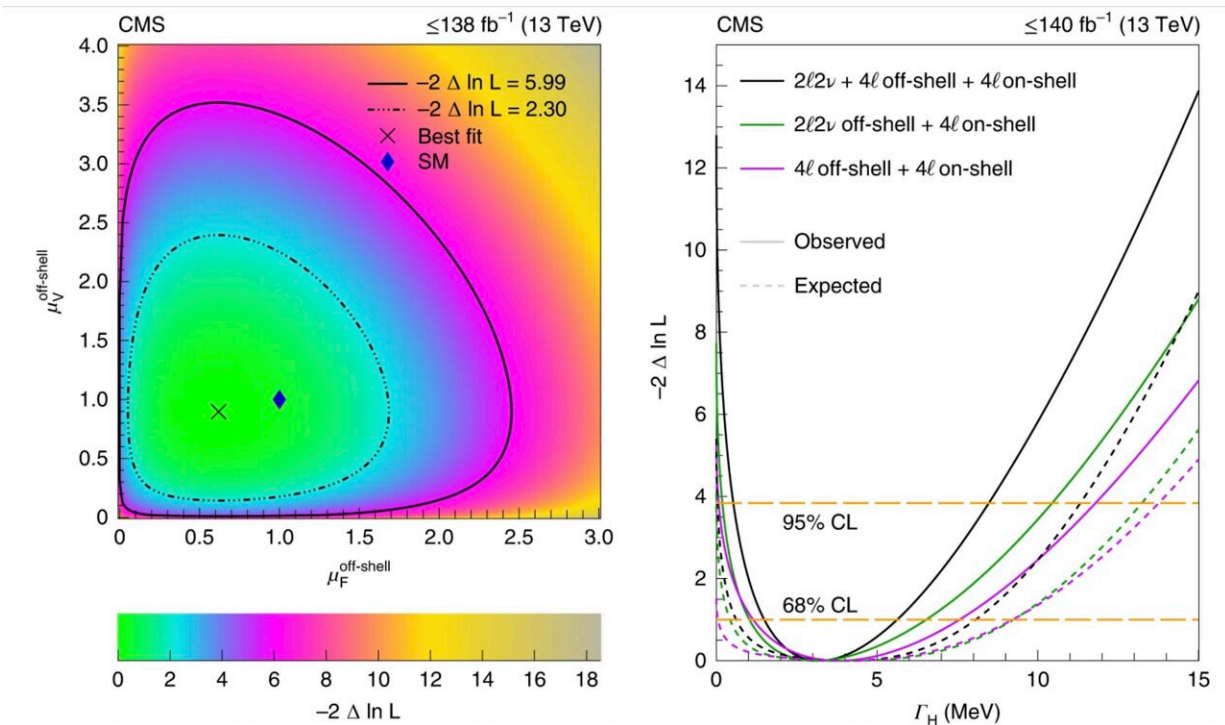 CMS ≤138 fb⁻¹ (13 TeV)
4.0
3.5
3.0
2.5
2.0
1.5
1.0
0.5
0
μ_V^off-shell
−2 Δ ln L = 5.99
−2 Δ ln L = 2.30
Best fit
SM
0 0.5 1.0 1.5 2.0 2.5 3.0
μ_F^off-shell
0 2 4 6 8 10 12 14 16 18
−2 Δ ln L
CMS ≤140 fb⁻¹ (13 TeV)
14
12
10
8
6
4
2
0
−2 Δ ln L
2ℓ2ν + 4ℓ off-shell + 4ℓ on-shell
2ℓ2ν off-shell + 4ℓ on-shell
4ℓ off-shell + 4ℓ on-shell
Observed
Expected
95% CL
68% CL
0 5 10 15
Γ_H (MeV)